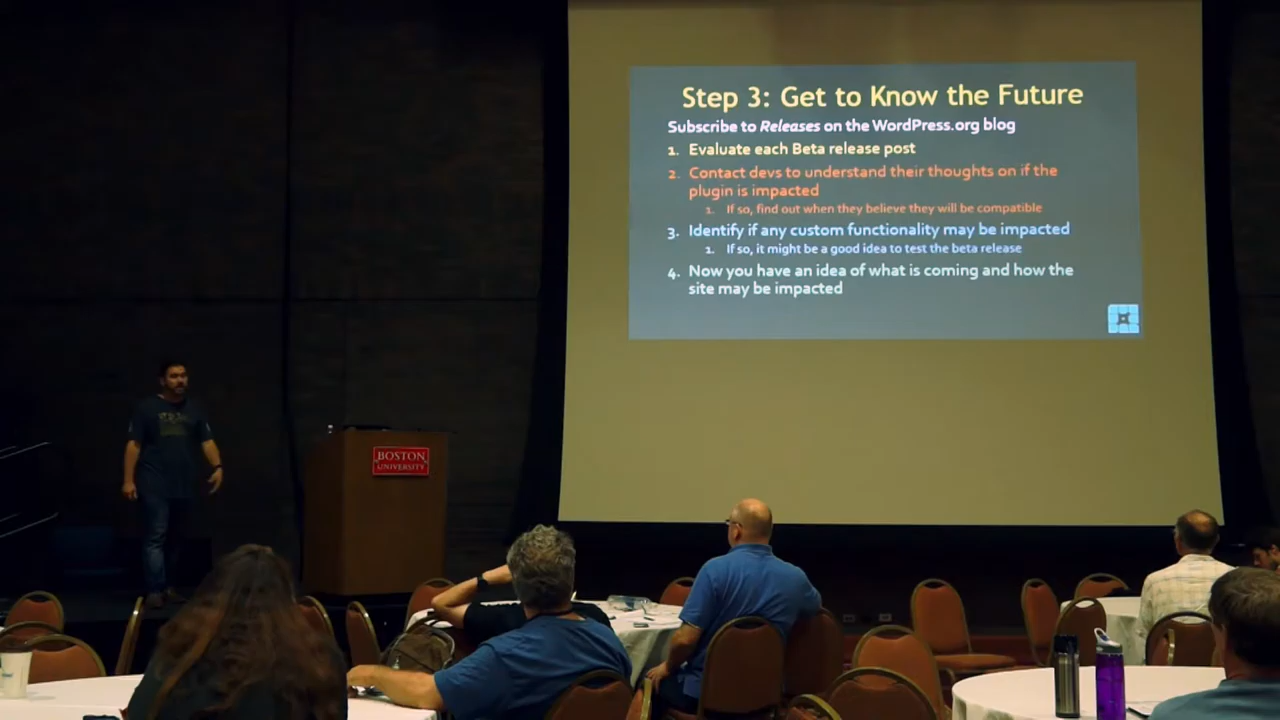 Step 3: Get to Know the Future
Subscribe to Releases on the WordPress.org blog
1. Evaluate each Beta release post
2. Contact devs to understand their thoughts on if the
plugin is impacted
1. If so, find out when they believe they will be compatible
3. Identify if any custom functionality may be impacted
1. If so, it might be a good idea to test the beta release
4. Now you have an idea of what is coming and how the
site may be impacted
BOSTON
UNIVERSITY